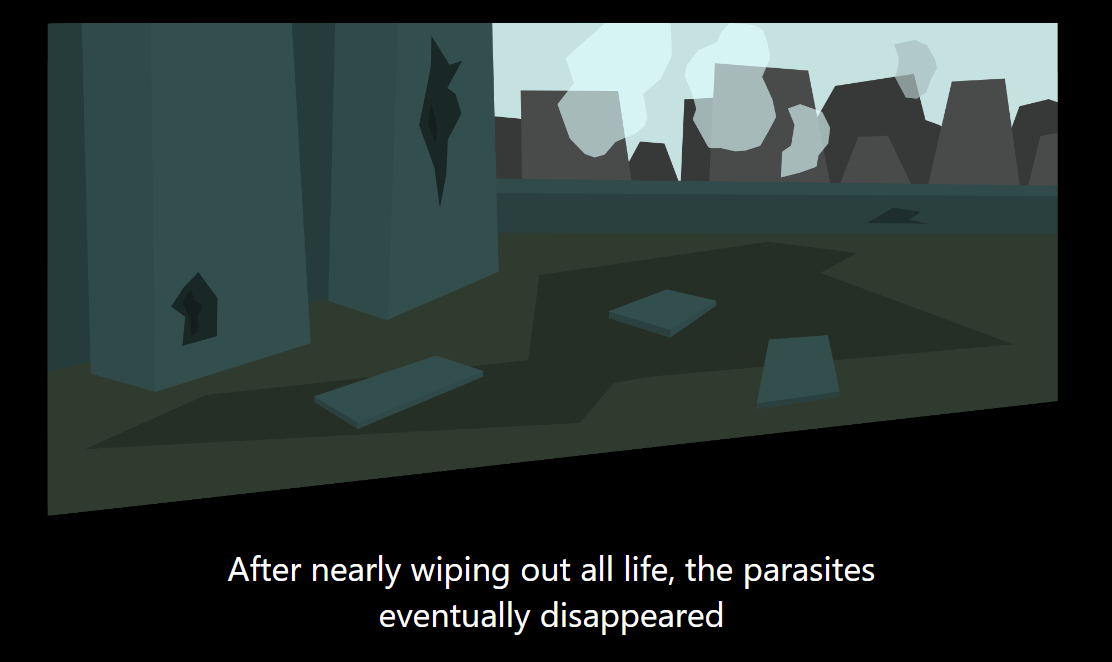 After nearly wiping out all life, the parasites
eventually disappeared